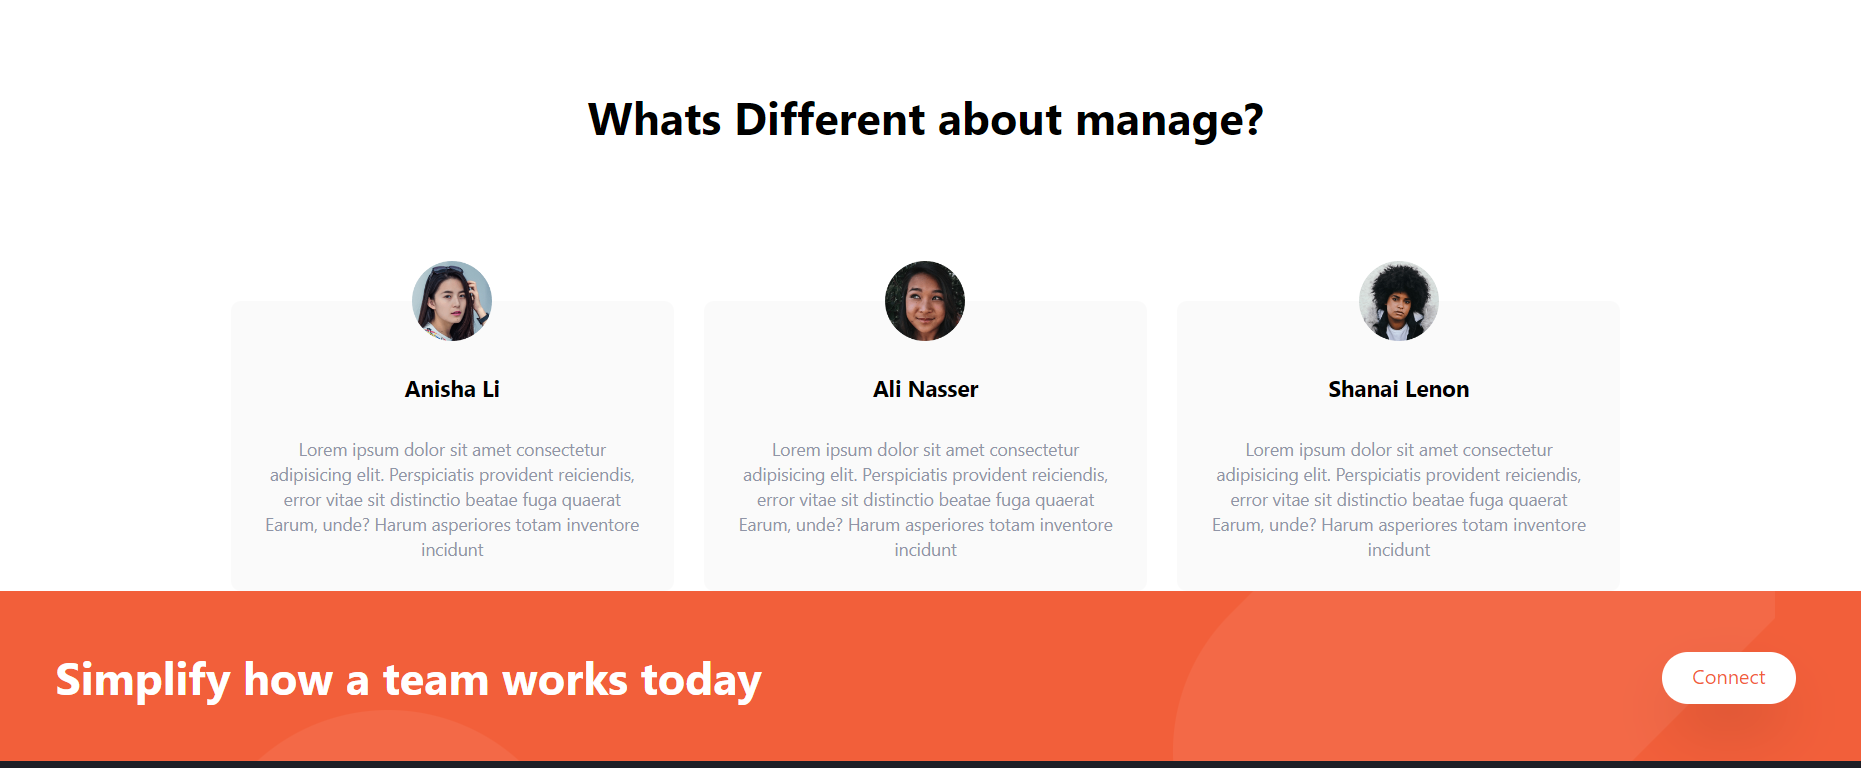 Whats Different about manage?
Anisha Li
Lorem ipsum dolor sit amet consectetur
adipisicing elit. Perspiciatis provident reiciendis,
error vitae sit distinctio beatae fuga quaerat
Earum, unde? Harum asperiores totam inventore
incidunt
Ali Nasser
Lorem ipsum dolor sit amet consectetur
adipisicing elit. Perspiciatis provident reiciendis,
error vitae sit distinctio beatae fuga quaerat
Earum, unde? Harum asperiores totam inventore
incidunt
Shanai Lenon
Lorem ipsum dolor sit amet consectetur
adipisicing elit. Perspiciatis provident reiciendis,
error vitae sit distinctio beatae fuga quaerat
Earum, unde? Harum asperiores totam inventore
incidunt
Simplify how a team works today
Connect